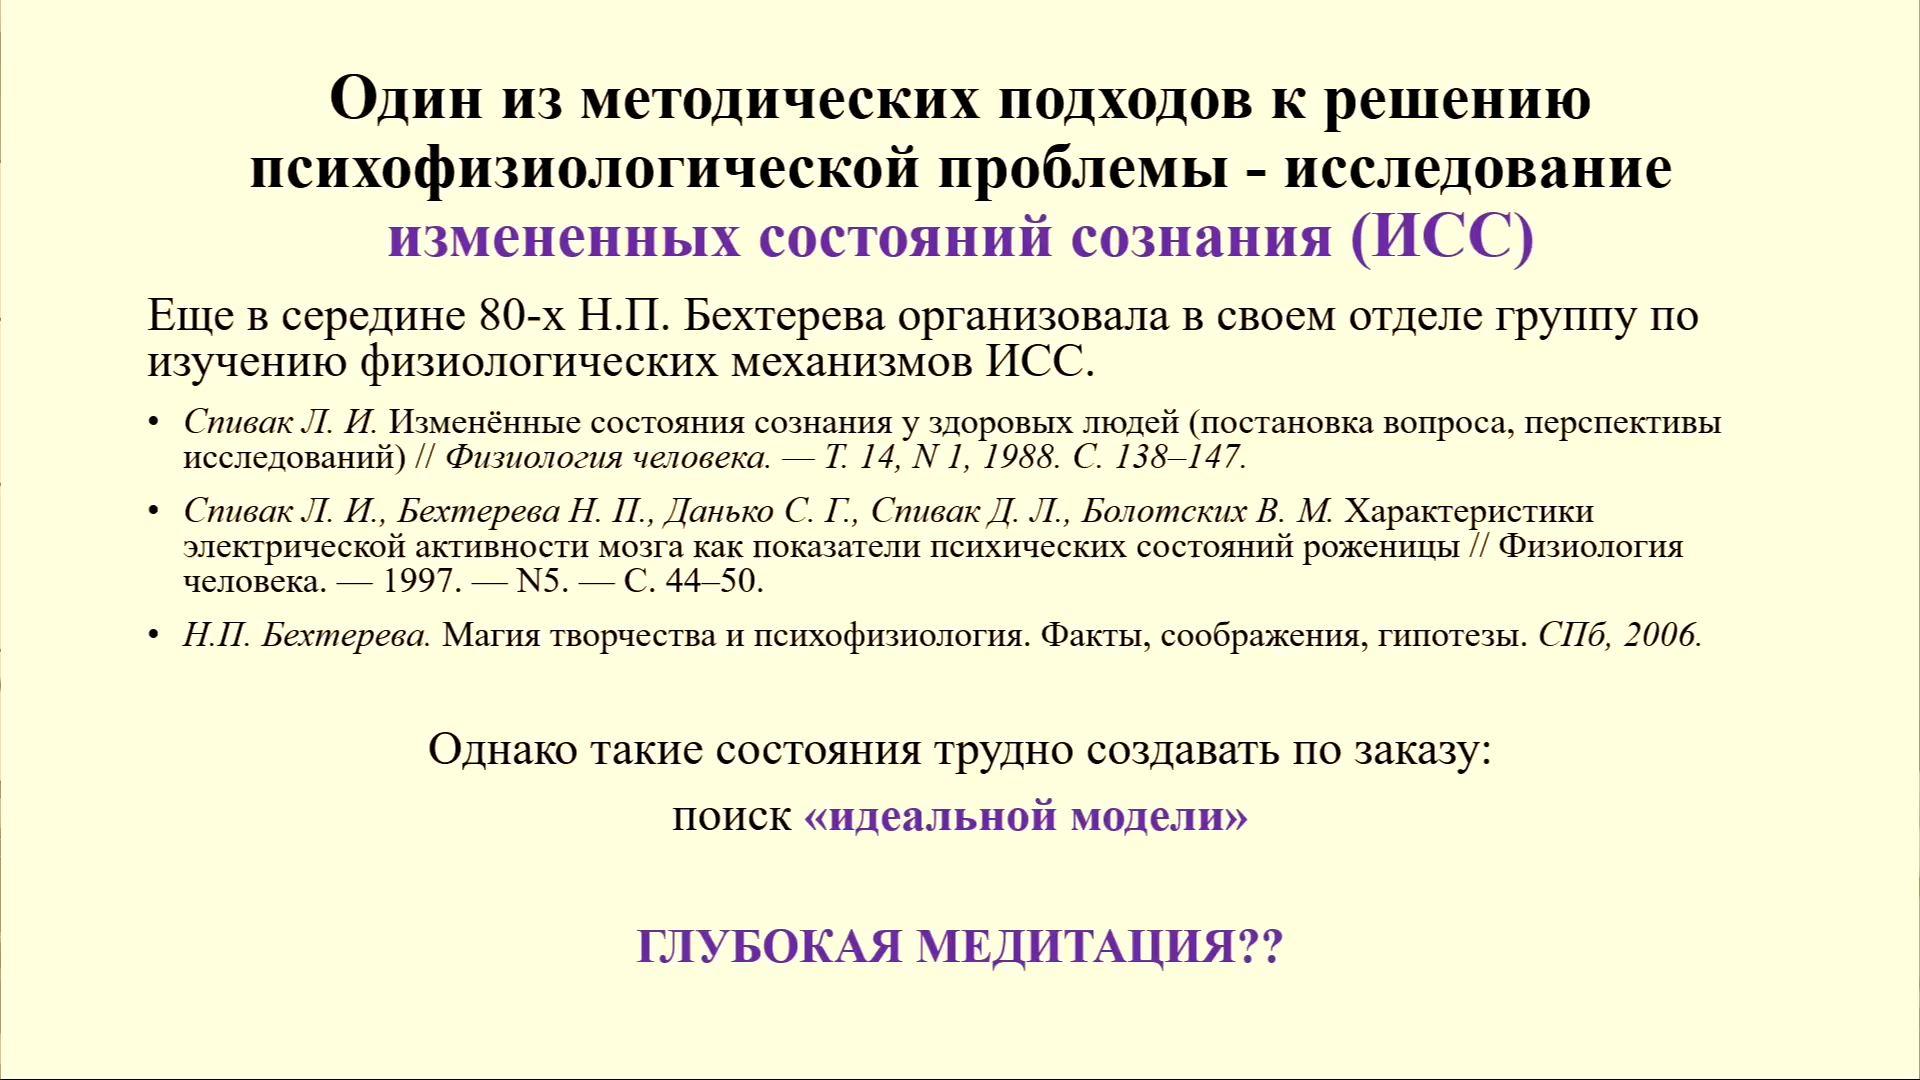 Один из методических подходов к решению
психофизиологической проблемы - исследование
измененных состояний сознания (ИСС)
Еще в середине 80-х Н.П. Бехтерева организовала в своем отделе группу по
изучению физиологических механизмов ИСС.
• Спивак Л. И. Изменённые состояния сознания у здоровых людей (постановка вопроса, перспективы
исследований) // Физиология человека. — Т. 14, N 1, 1988. С. 138–147.
• Спивак Л. И., Бехтерева Н. П., Данько С. Г., Спивак Д. Л., Болотских В. М. Характеристики
электрической активности мозга как показатели психических состояний роженицы // Физиология
человека. — 1997. — N5. — С. 44–50.
• Н.П. Бехтерева. Магия творчества и психофизиология. Факты, соображения, гипотезы. СПб, 2006.
Однако такие состояния трудно создавать по заказу:
поиск «идеальной модели»
ГЛУБОКАЯ МЕДИТАЦИЯ??